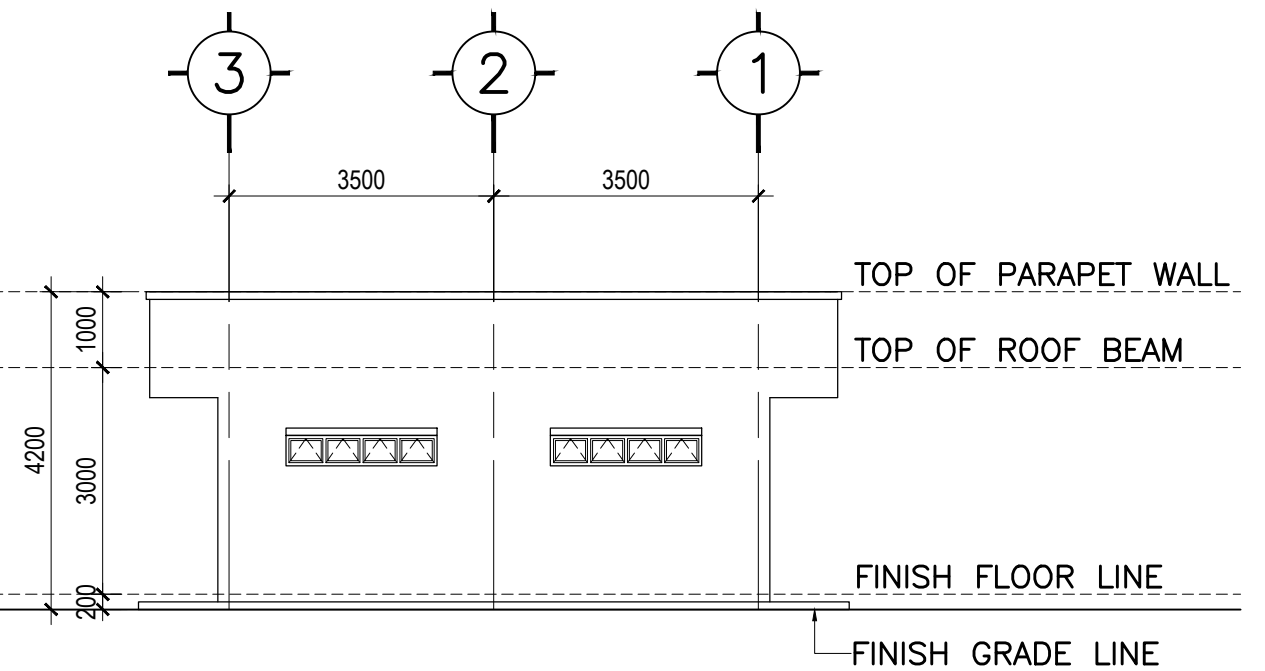 3
2
1
3500
3500
TOP OF PARAPET WALL
1000
TOP OF ROOF BEAM
4200
3000
FINISH FLOOR LINE
200
FINISH GRADE LINE